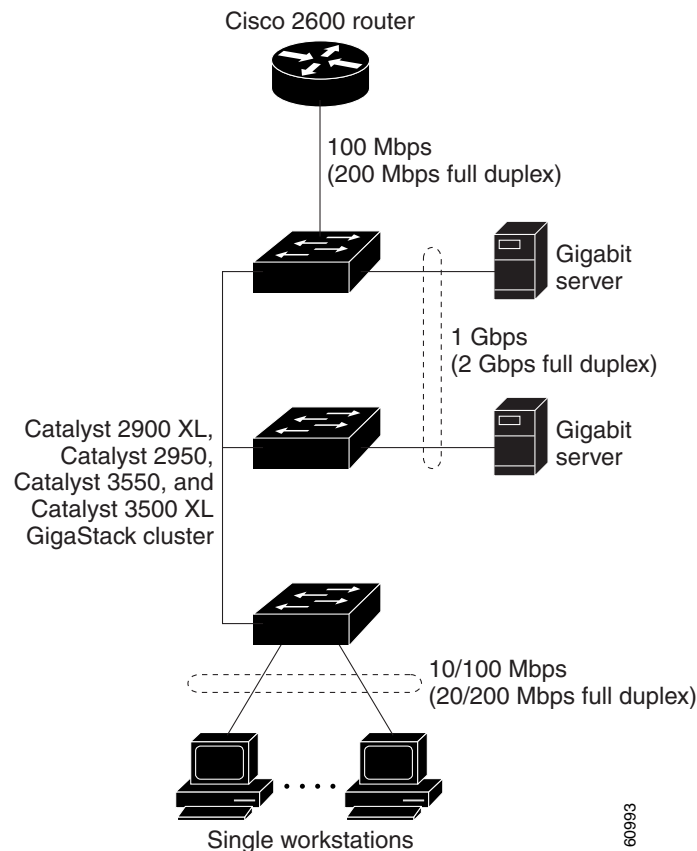 Cisco 2600 router
100 Mbps
(200 Mbps full duplex)
Gigabit
server
1 Gbps
(2 Gbps full duplex)
Catalyst 2900 XL,
Catalyst 2950,
Catalyst 3550, and
Catalyst 3500 XL
GigaStack cluster
Gigabit
server
10/100 Mbps
(20/200 Mbps full duplex)
Single workstations
60993